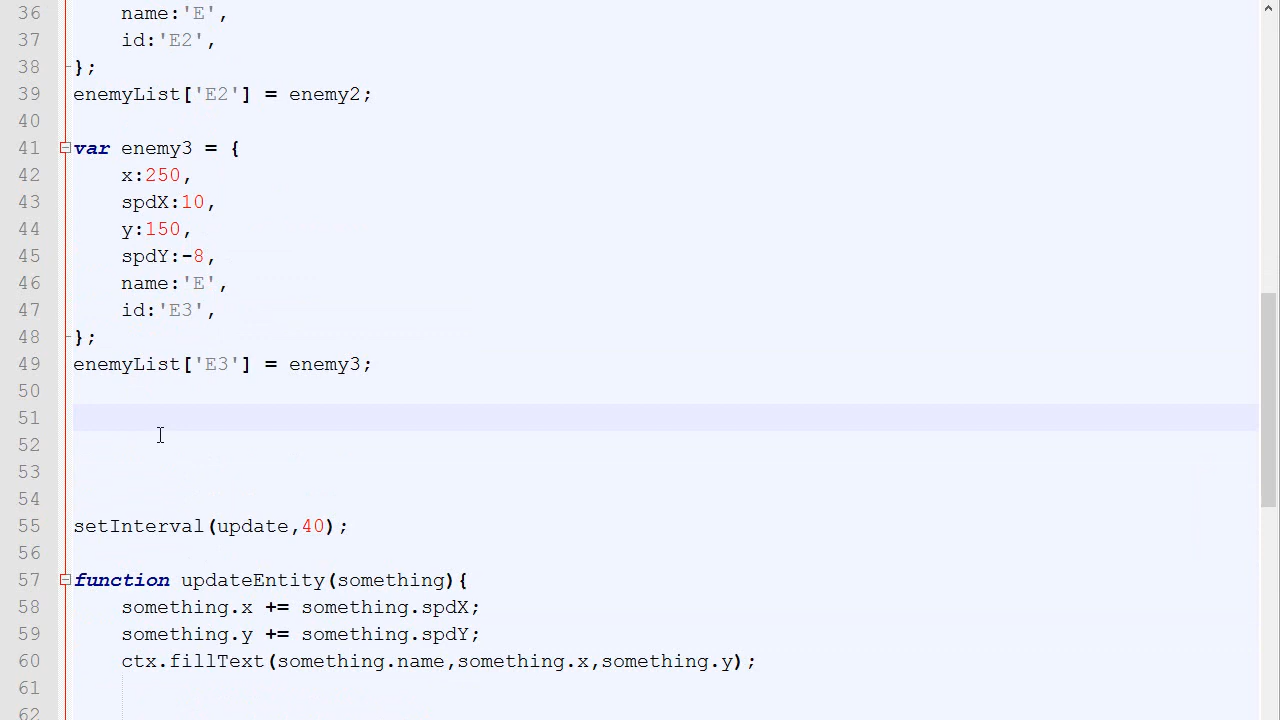 36 name:'E',
37 id:'E2',
38 };
39 enemyList['E2'] = enemy2;
40
41 var enemy3 = {
42 x:250,
43 spdX:10,
44 y:150,
45 spdY:-8,
46 name:'E',
47 id:'E3',
48 };
49 enemyList['E3'] = enemy3;
50
51
52
53
54
55 setInterval(update,40);
56
57 function updateEntity(something){
58 something.x += something.spdX;
59 something.y += something.spdY;
60 ctx.fillText(something.name,something.x,something.y);
61
62